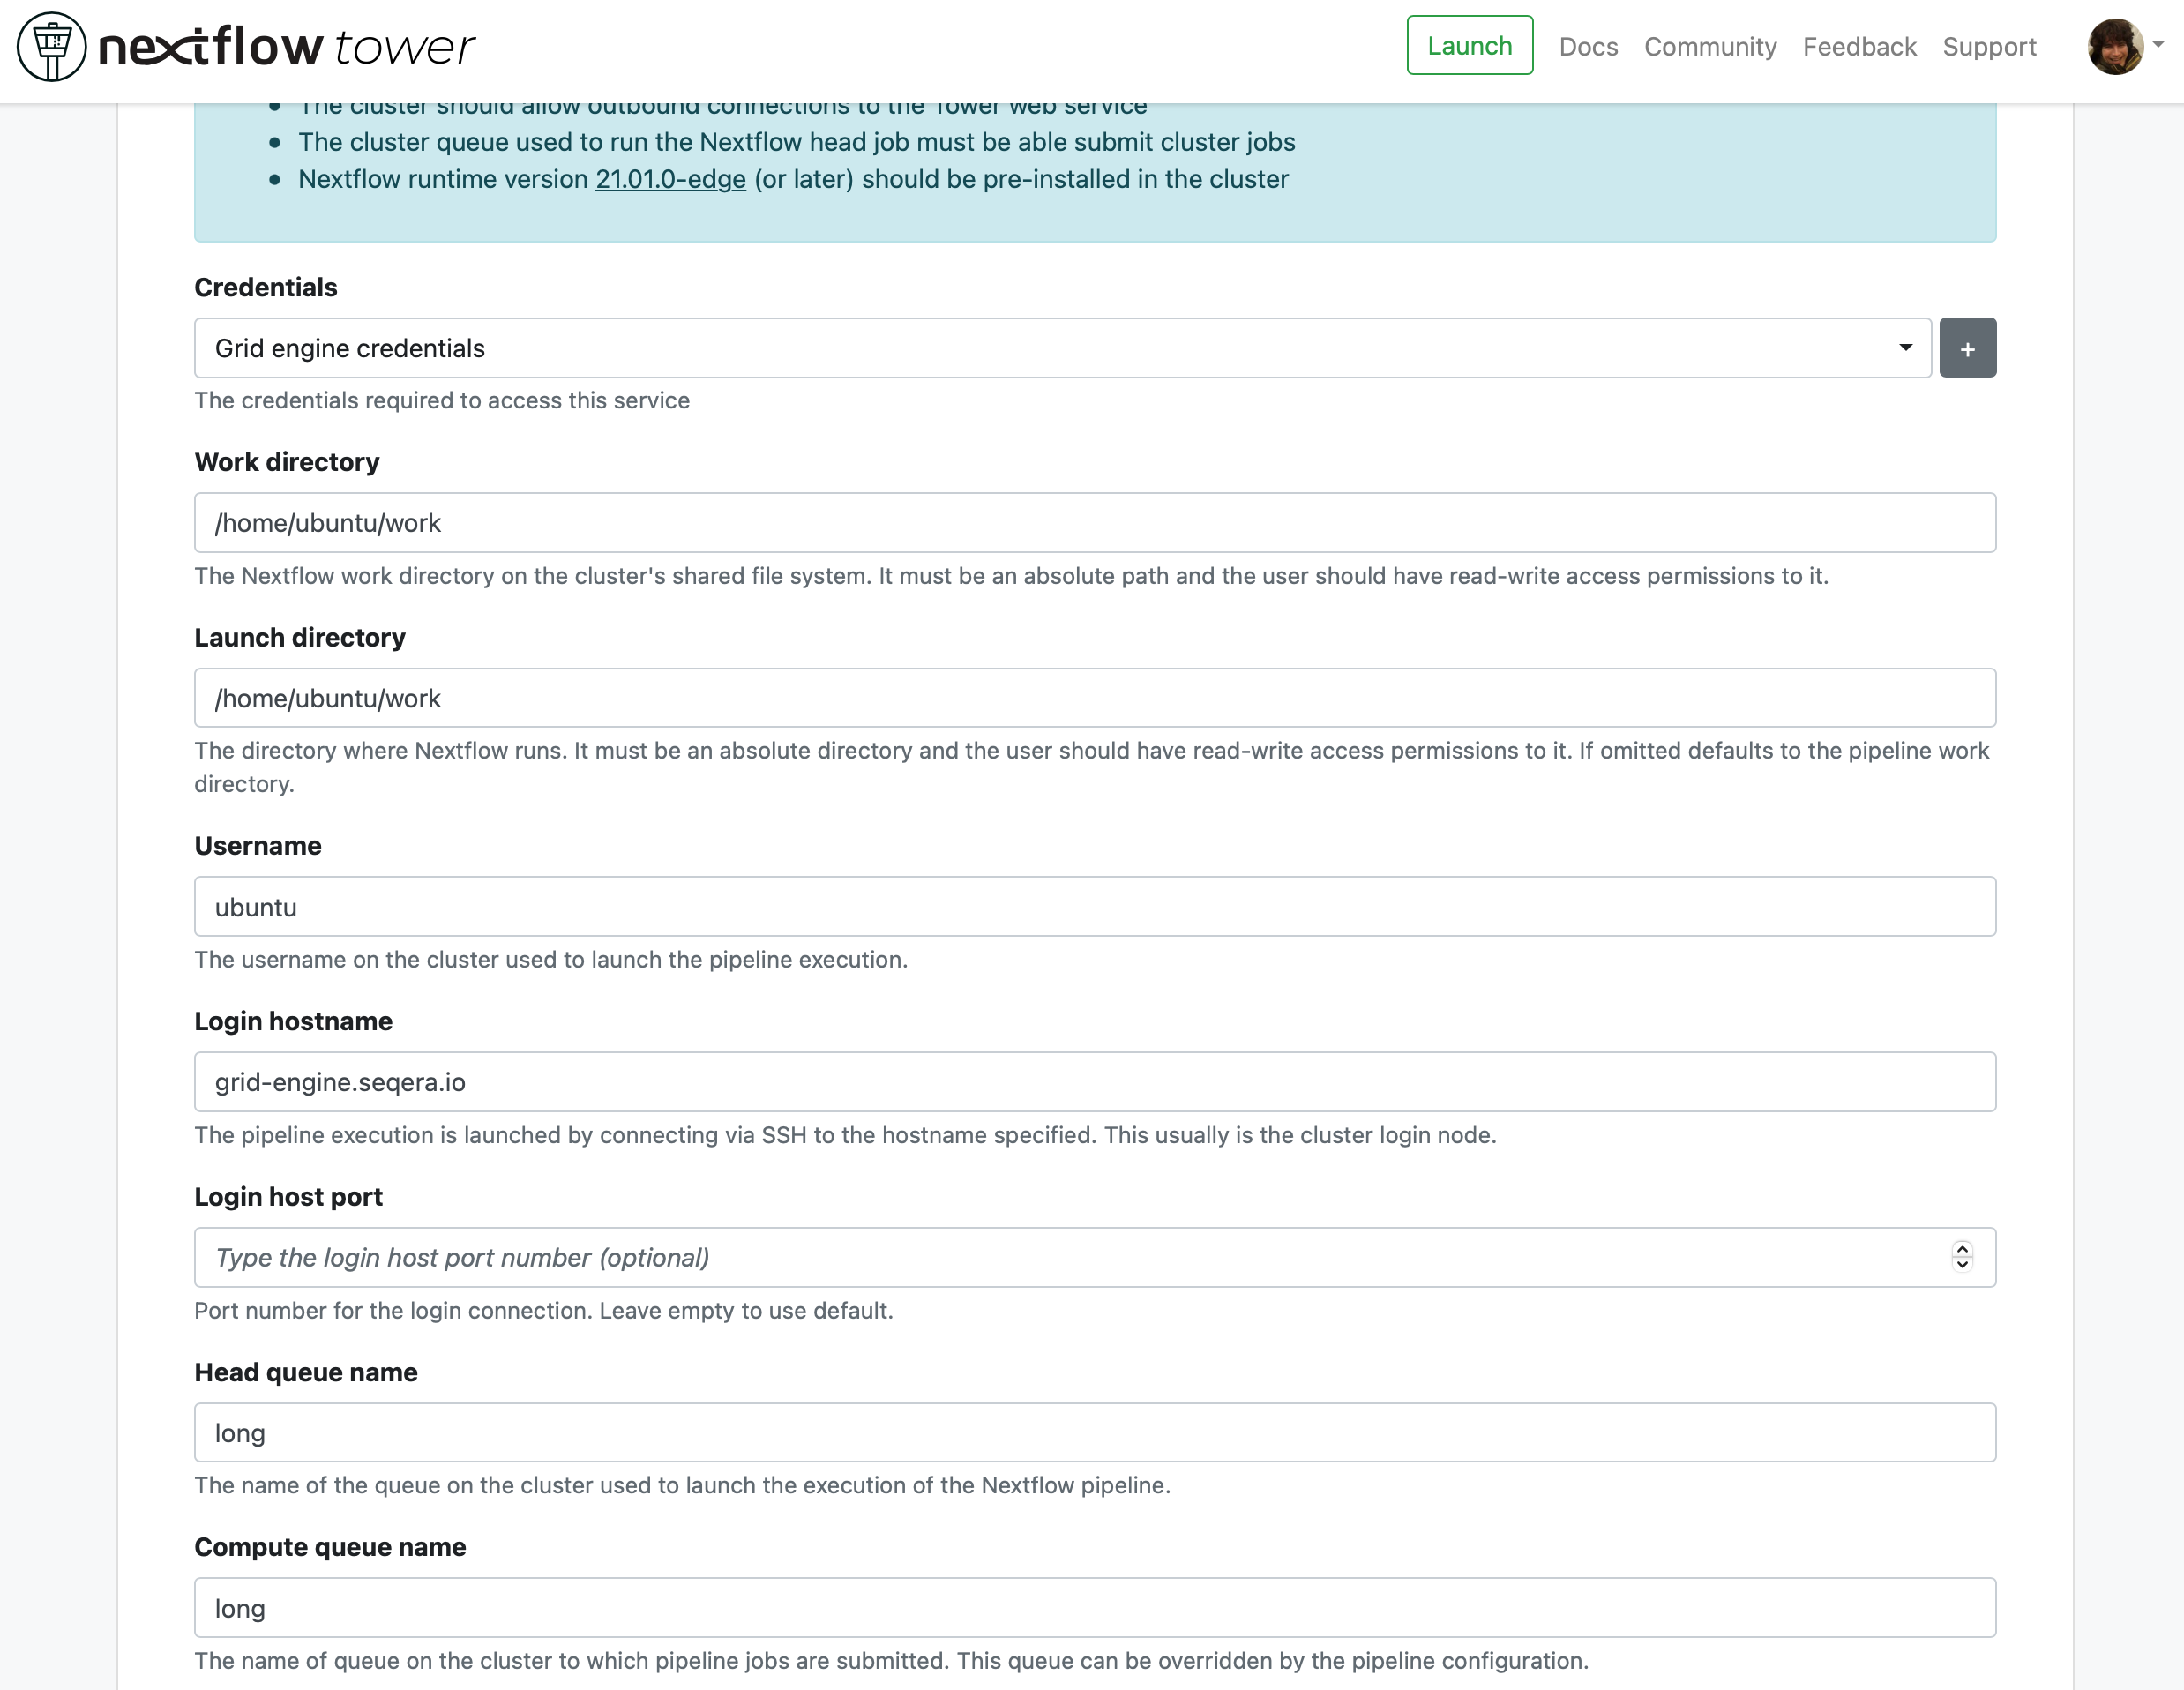 nextflow tower
Launch Docs Community Feedback Support
The cluster should allow outbound connections to the Tower web service
The cluster queue used to run the Nextflow head job must be able submit cluster jobs
Nextflow runtime version 21.01.0-edge (or later) should be pre-installed in the cluster
Credentials
Grid engine credentials
+
The credentials required to access this service
Work directory
/home/ubuntu/work
The Nextflow work directory on the cluster's shared file system. It must be an absolute path and the user should have read-write access permissions to it.
Launch directory
/home/ubuntu/work
The directory where Nextflow runs. It must be an absolute directory and the user should have read-write access permissions to it. If omitted defaults to the pipeline work
directory.
Username
ubuntu
The username on the cluster used to launch the pipeline execution.
Login hostname
grid-engine.seqera.io
The pipeline execution is launched by connecting via SSH to the hostname specified. This usually is the cluster login node.
Login host port
Type the login host port number (optional)
Port number for the login connection. Leave empty to use default.
Head queue name
long
The name of the queue on the cluster used to launch the execution of the Nextflow pipeline.
Compute queue name
long
The name of queue on the cluster to which pipeline jobs are submitted. This queue can be overridden by the pipeline configuration.